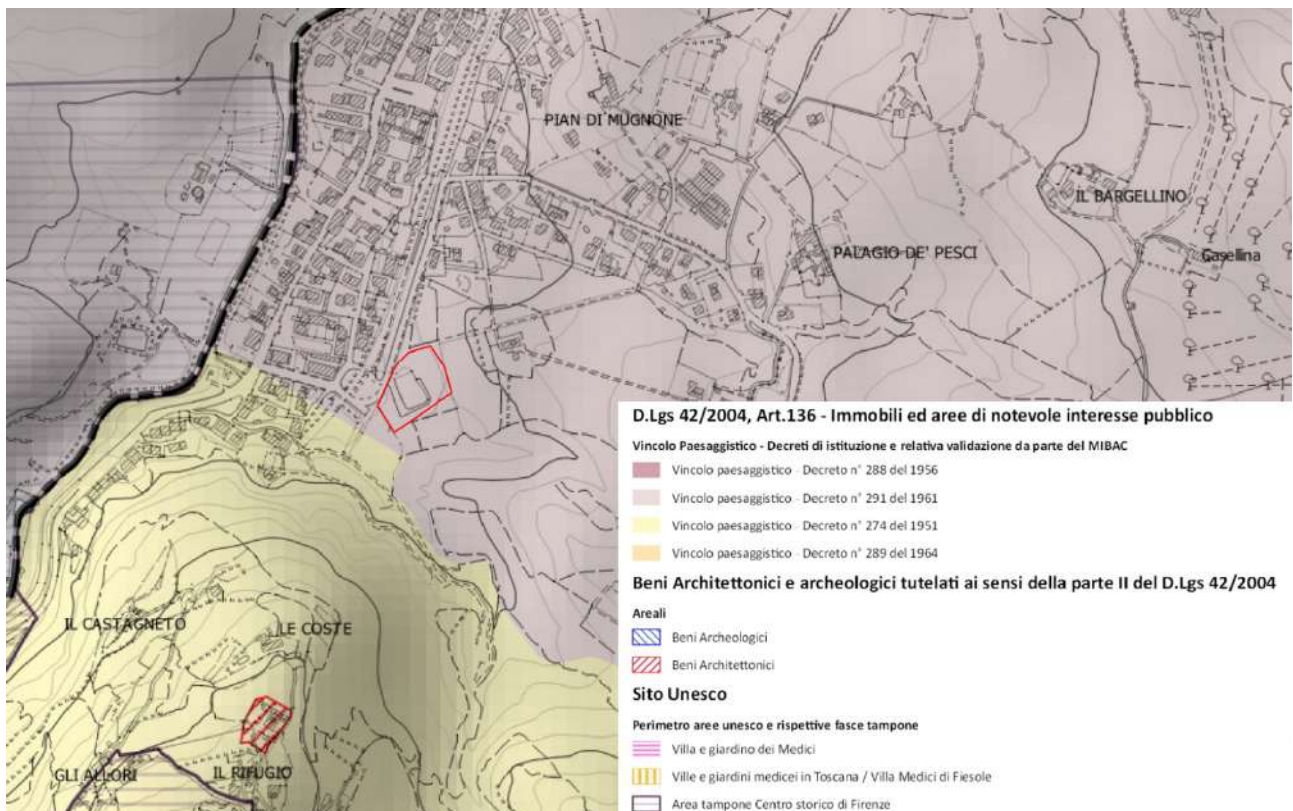 PIAN DI MUGNONE
IL BARGELLINO
PALAGIO DE' PESCI
Casellina
IL CASTAGNETO
LE COSTE
GLI ALLORI
IL RIFUGIO
D.Lgs 42/2004, Art.136 - Immobili ed aree di notevole interesse pubblico
Vincolo Paesaggistico - Decreti di istituzione e relativa validazione da parte del MIBAC
Vincolo paesaggistico - Decreto n° 288 del 1956
Vincolo paesaggistico - Decreto n° 291 del 1961
Vincolo paesaggistico - Decreto n° 274 del 1951
Vincolo paesaggistico - Decreto n° 289 del 1964
Beni Architettonici e archeologici tutelati ai sensi della parte II del D.Lgs 42/2004
Areali
Beni Archeologici
Beni Architettonici
Sito Unesco
Perimetro aree unesco e rispettive fasce tampone
Villa e giardino dei Medici
Ville e giardini medicei in Toscana / Villa Medici di Fiesole
Area tampone Centro storico di Firenze